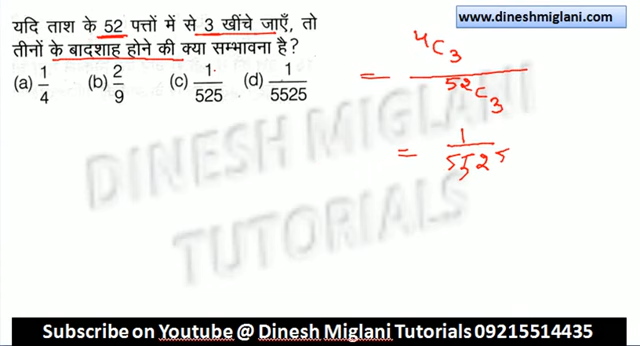 www.dineshmiglani.com
यदि ताश के 52 पत्तों में से 3 खींचे जाएँ, तो
तीनों के बादशाह होने की क्या सम्भावना है?
(a) 1/4 (b) 2/9 (c) 1/525 (d) 1/5525
= ⁴C₃ / ⁵²C₃
= 1/5525
DINESH MIGLANI
TUTORIALS
Subscribe on Youtube @ Dinesh Miglani Tutorials 09215514435